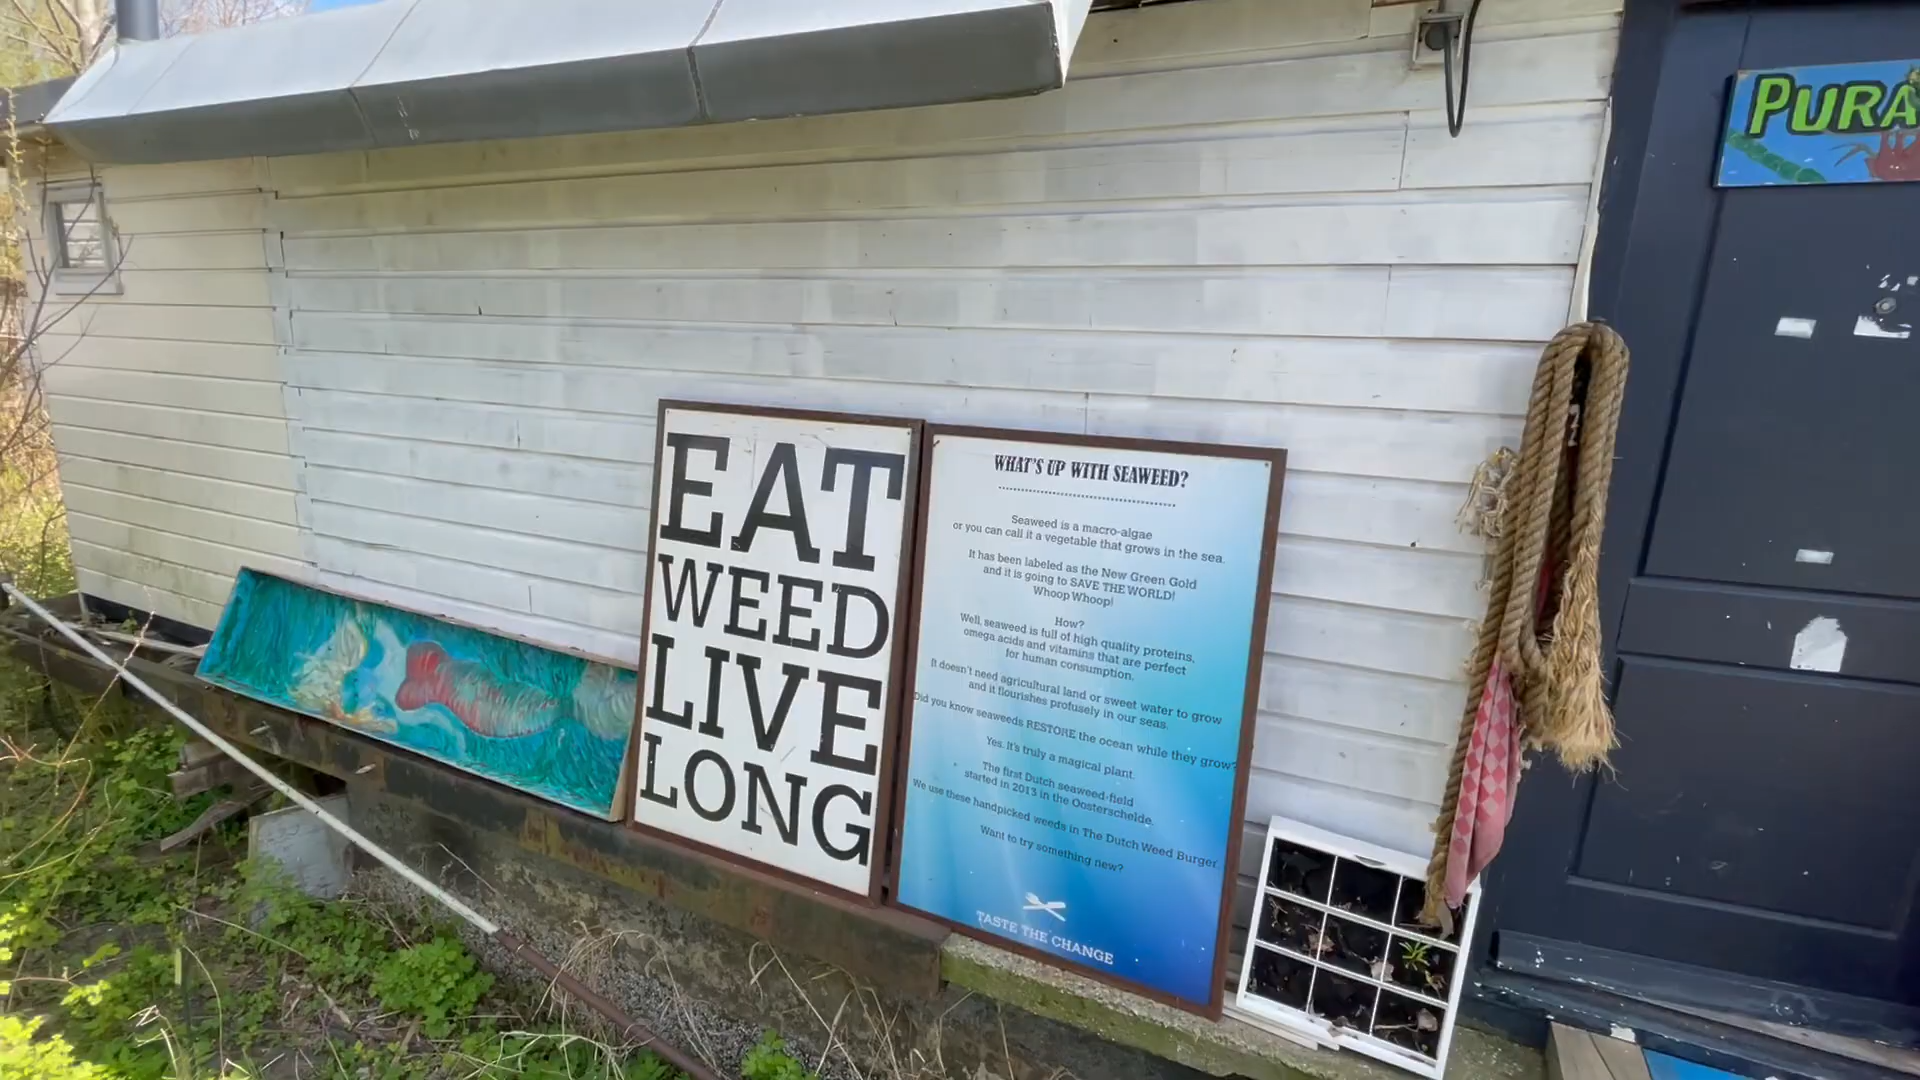 PURA
EAT
WEED
LIVE
LONG
WHAT'S UP WITH SEAWEED?
Seaweed is a macro-algae
or you can call it a vegetable that grows in the sea.
It has been labeled as the New Green Gold
and it is going to SAVE THE WORLD!
Whoop Whoop!
How?
Well, seaweed is full of high quality proteins,
omega acids and vitamins that are perfect
for human consumption.
It doesn't need agricultural land or sweet water to grow
and it flourishes profusely in our seas.
Did you know seaweeds RESTORE the ocean while they grow?
Yes. It's truly a magical plant.
The first Dutch seaweed-field
started in 2013 in the Oosterschelde.
We use these handpicked weeds in The Dutch Weed Burger.
Want to try something new?
TASTE THE CHANGE